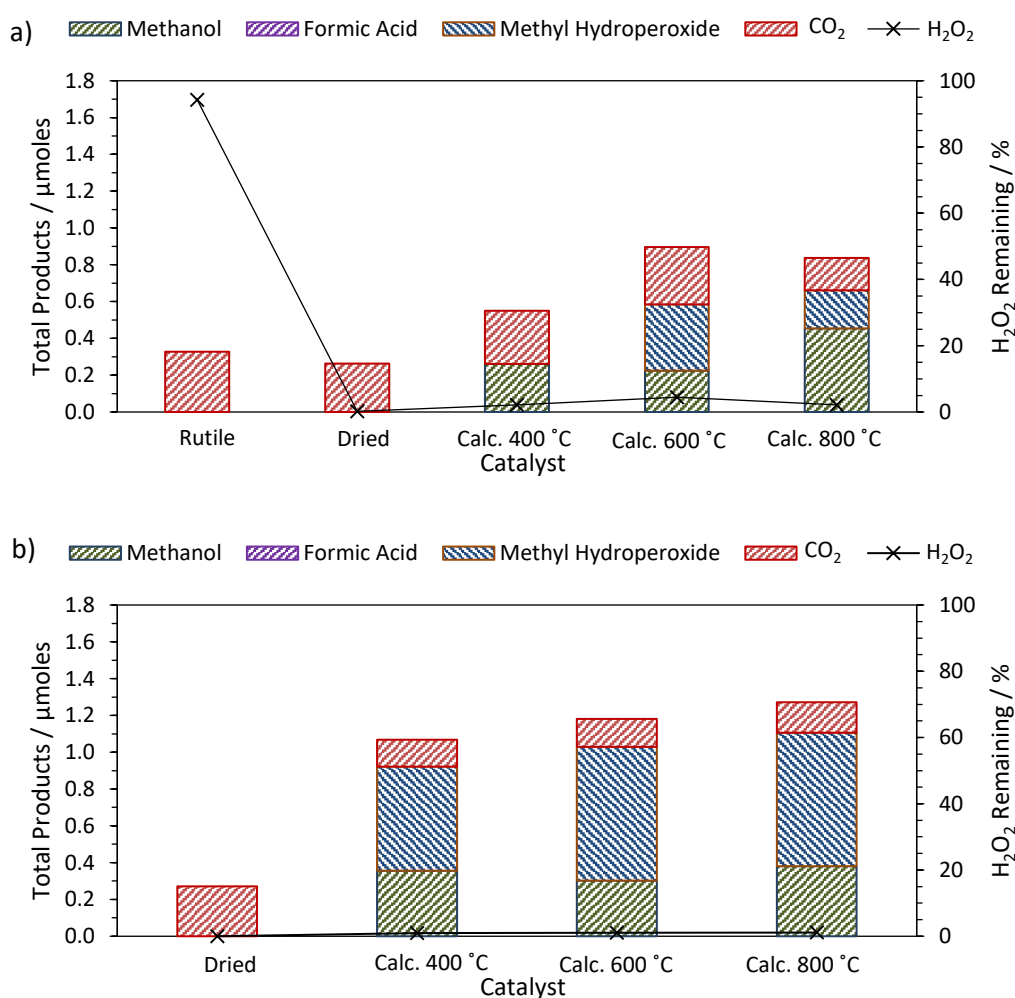 a)
Methanol Formic Acid Methyl Hydroperoxide CO₂ H₂O₂
1.8
1.6
1.4
1.2
1.0
0.8
0.6
0.4
0.2
0.0
Total Products / µmoles
100
80
60
40
20
0
H₂O₂ Remaining / %
Rutile Dried Calc. 400 ˚C Calc. 600 ˚C Calc. 800 ˚C
Catalyst
b)
Methanol Formic Acid Methyl Hydroperoxide CO₂ H₂O₂
1.8
1.6
1.4
1.2
1.0
0.8
0.6
0.4
0.2
0.0
Total Products / µmoles
100
80
60
40
20
0
H₂O₂ Remaining / %
Dried Calc. 400 ˚C Calc. 600 ˚C Calc. 800 ˚C
Catalyst